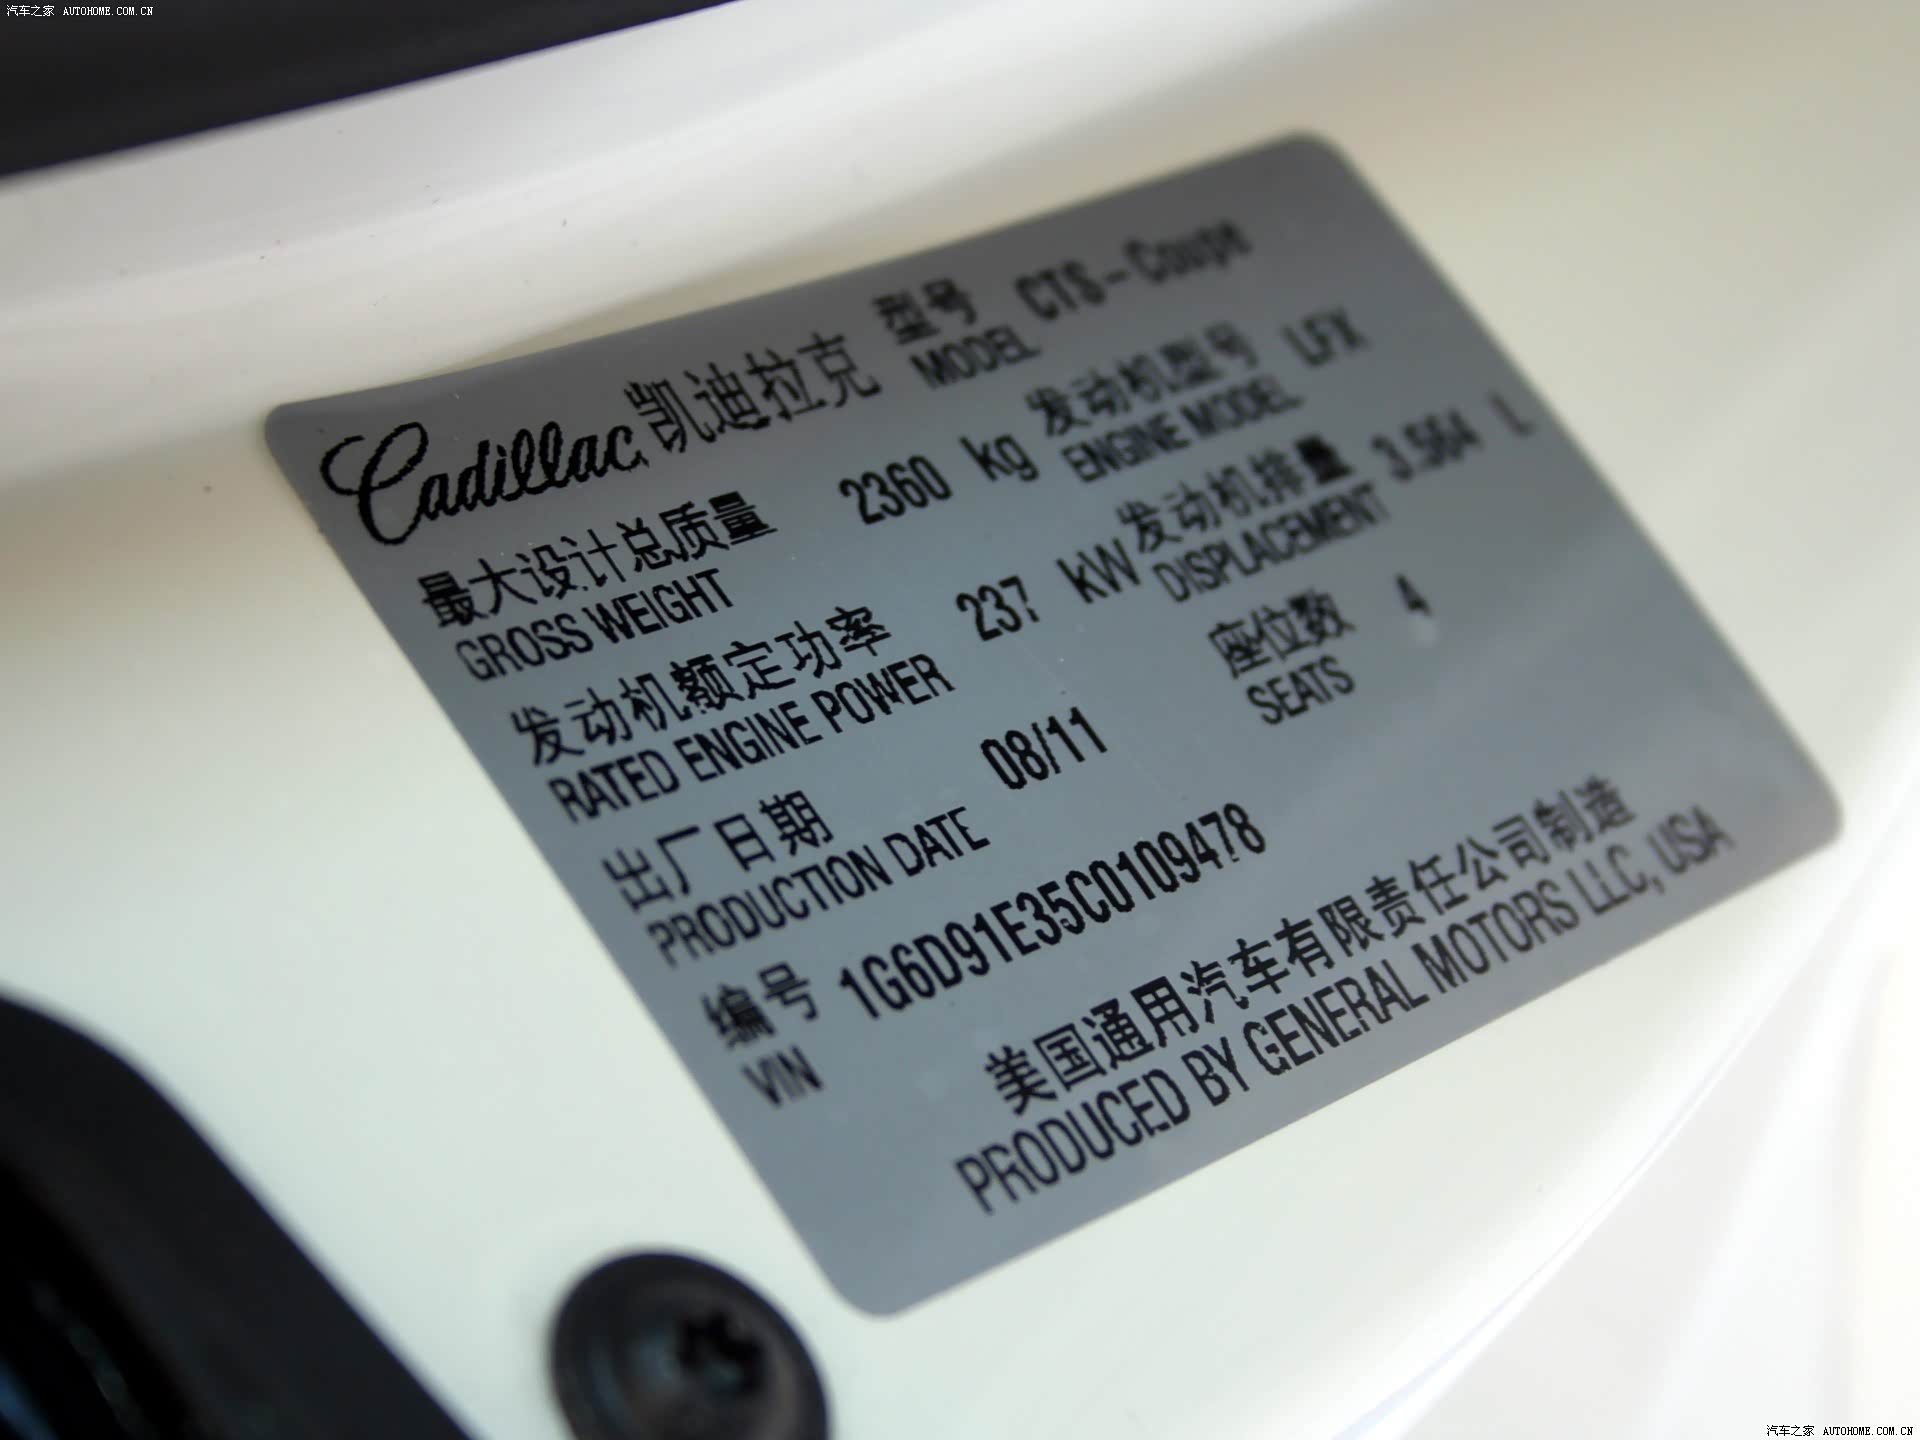 汽车之家 AUTOHOME.COM.CN
Cadillac 凯迪拉克 型号 CTS-Coupe
MODEL
最大设计总质量 2360 kg 发动机型号 LFX
GROSS WEIGHT ENGINE MODEL
发动机额定功率 237 kW 发动机排量 3.564 L
RATED ENGINE POWER DISPLACEMENT
出厂日期 08/11 座位数 4
PRODUCTION DATE SEATS
编号 1G6D91E35C0109478
VIN
美国通用汽车有限责任公司制造
PRODUCED BY GENERAL MOTORS LLC, USA
汽车之家 AUTOHOME.COM.CN